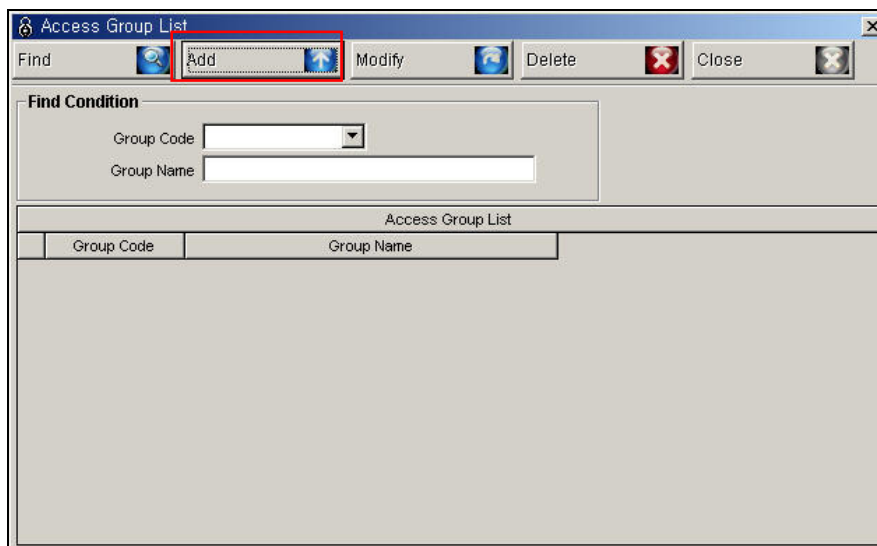 Access Group List
Find Add Modify Delete Close
Find Condition
Group Code
Group Name
Access Group List
Group Code Group Name